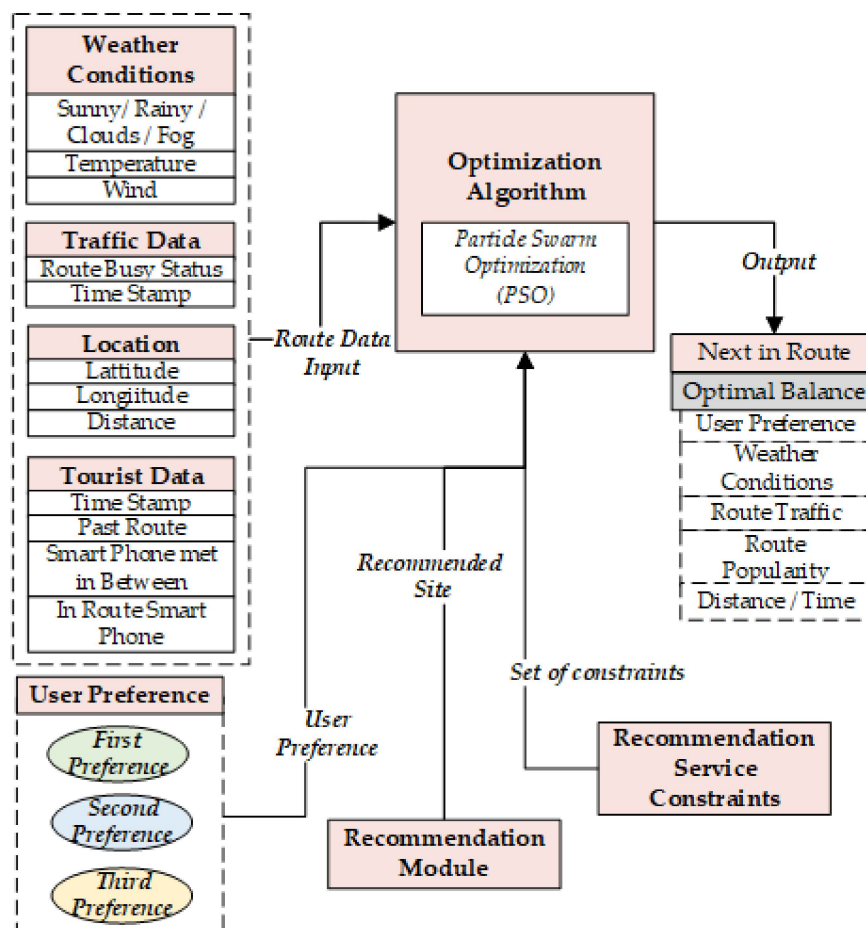 Weather
Conditions
Sunny/ Rainy /
Clouds / Fog
Temperature
Wind
Traffic Data
Route Busy Status
Time Stamp
Location
Lattitude
Longiitude
Distance
Tourist Data
Time Stamp
Past Route
Smart Phone met
in Between
In Route Smart
Phone
User Preference
First
Preference
Second
Preference
Third
Preference
Route Data
Input
User
Preference
Recommended
Site
Set of constraints
Recommendation
Module
Recommendation
Service
Constraints
Optimization
Algorithm
Particle Swarm
Optimization
(PSO)
Output
Next in Route
Optimal Balance
User Preference
Weather
Conditions
Route Traffic
Route
Popularity
Distance / Time